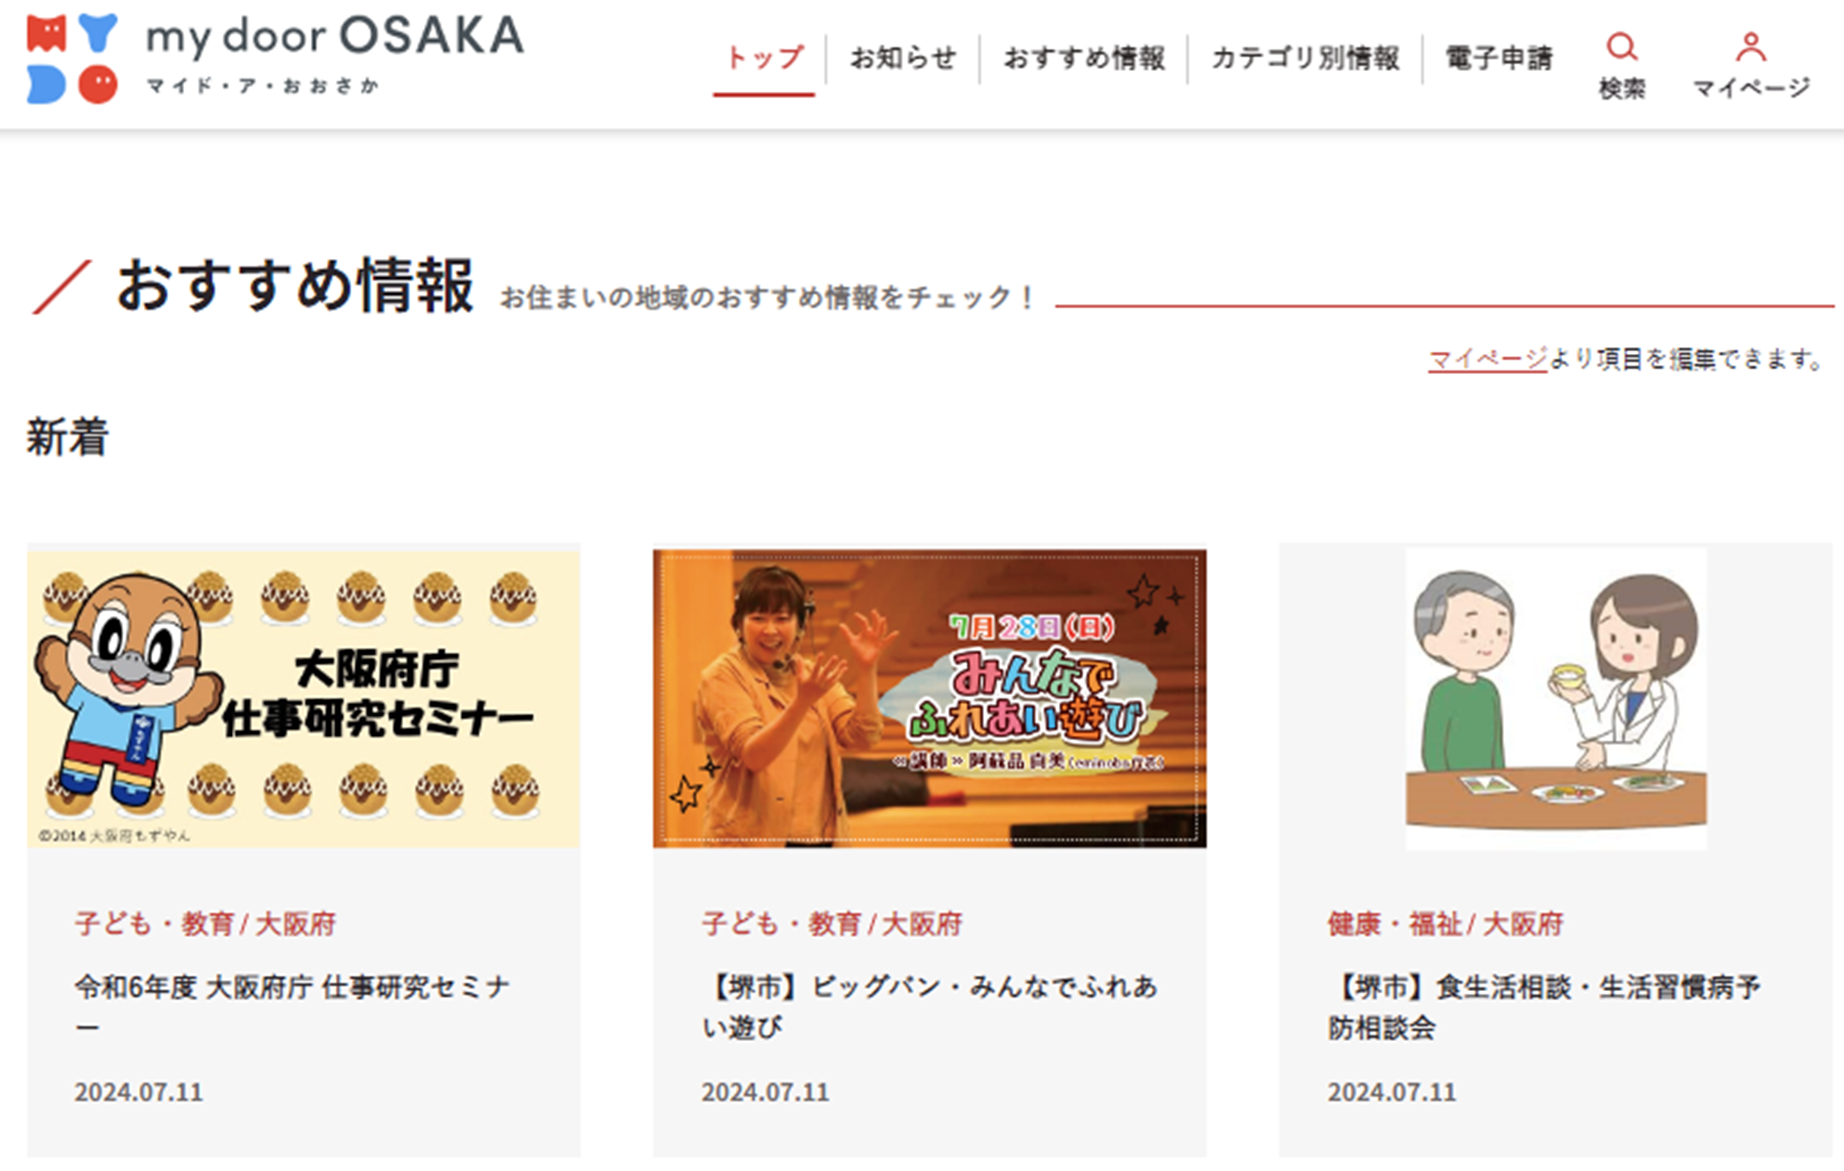 my door OSAKA
マイド・ア・おおさか
トップ
お知らせ
おすすめ情報
カテゴリ別情報
電子申請
検索
マイページ
おすすめ情報
お住まいの地域のおすすめ情報をチェック！
マイページより項目を編集できます。
新着
大阪府庁
仕事研究セミナー
©2014 大阪府もずやん
子ども・教育 / 大阪府
令和6年度 大阪府庁 仕事研究セミナ
ー
2024.07.11
7月28日(日)
みんなで
ふれあい遊び
講師
子ども・教育 / 大阪府
【堺市】ビッグバン・みんなでふれあ
い遊び
2024.07.11
健康・福祉 / 大阪府
【堺市】食生活相談・生活習慣病予
防相談会
2024.07.11